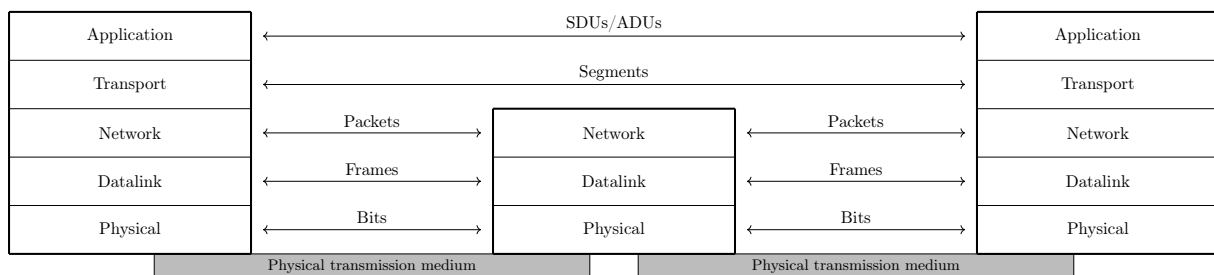 SDUs/ADUs
Application
Application
Segments
Transport
Transport
Packets
Packets
Network
Network
Network
Frames
Frames
Datalink
Datalink
Datalink
Bits
Bits
Physical
Physical
Physical
Physical transmission medium
Physical transmission medium